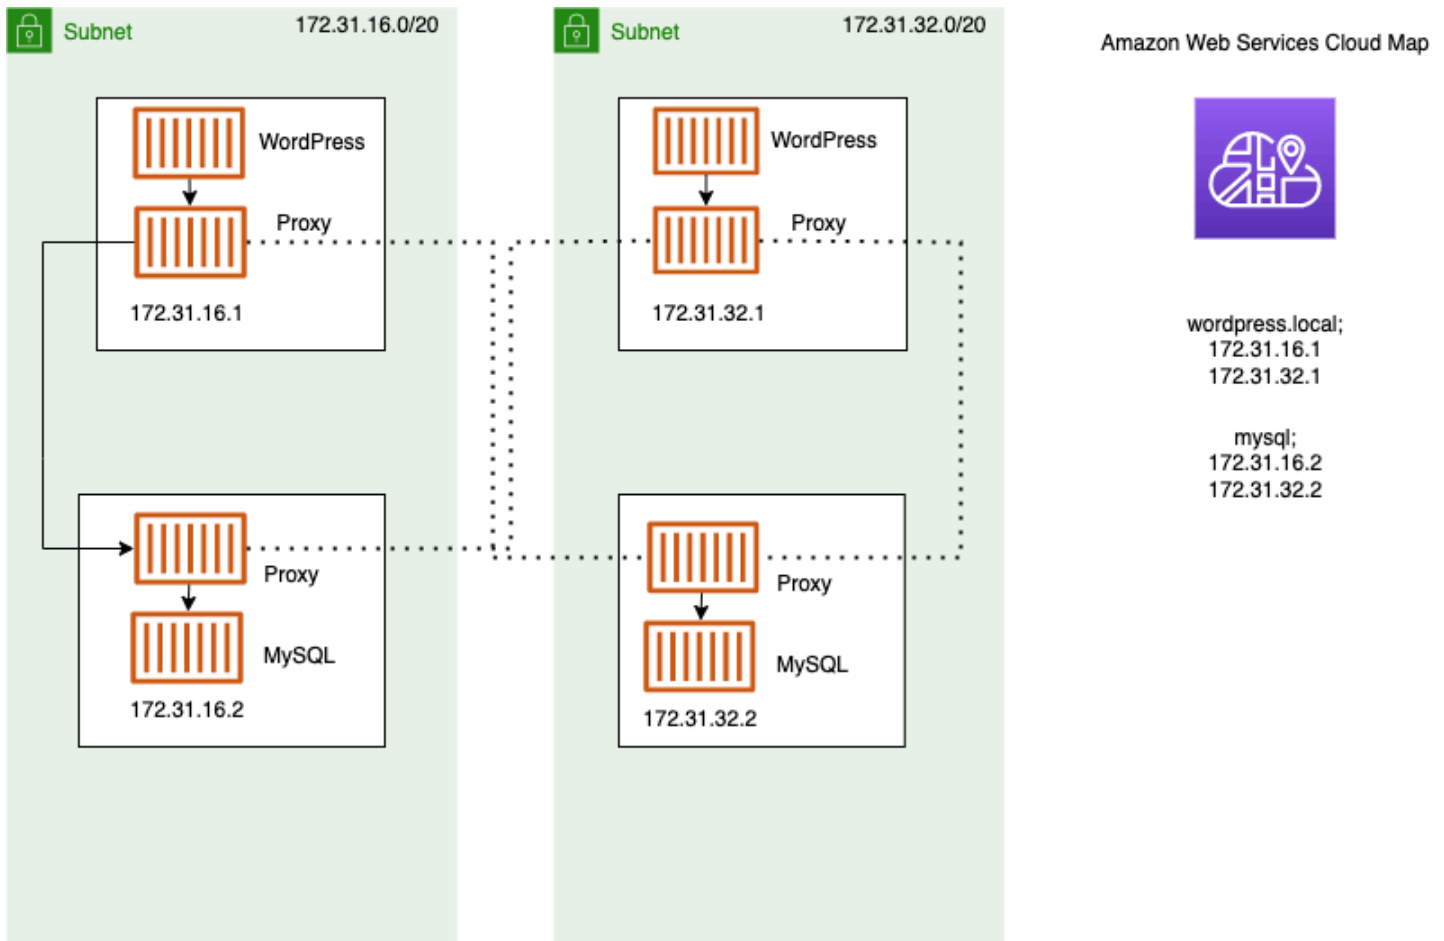 Subnet
172.31.16.0/20
Subnet
172.31.32.0/20
Amazon Web Services Cloud Map
WordPress
Proxy
172.31.16.1
WordPress
Proxy
172.31.32.1
wordpress.local;
172.31.16.1
172.31.32.1
mysql;
172.31.16.2
172.31.32.2
Proxy
MySQL
172.31.16.2
Proxy
MySQL
172.31.32.2